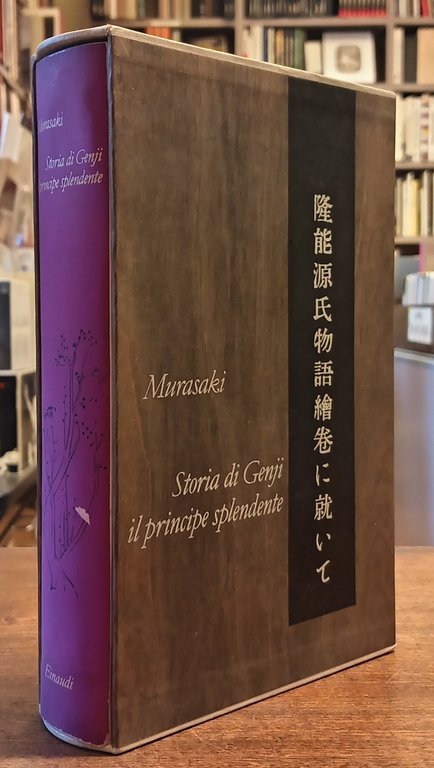 Murasaki
Storia di Genji
il principe splendente
Einaudi
Murasaki
Storia di Genji
il principe splendente
隆能源氏物語繪卷に就いて